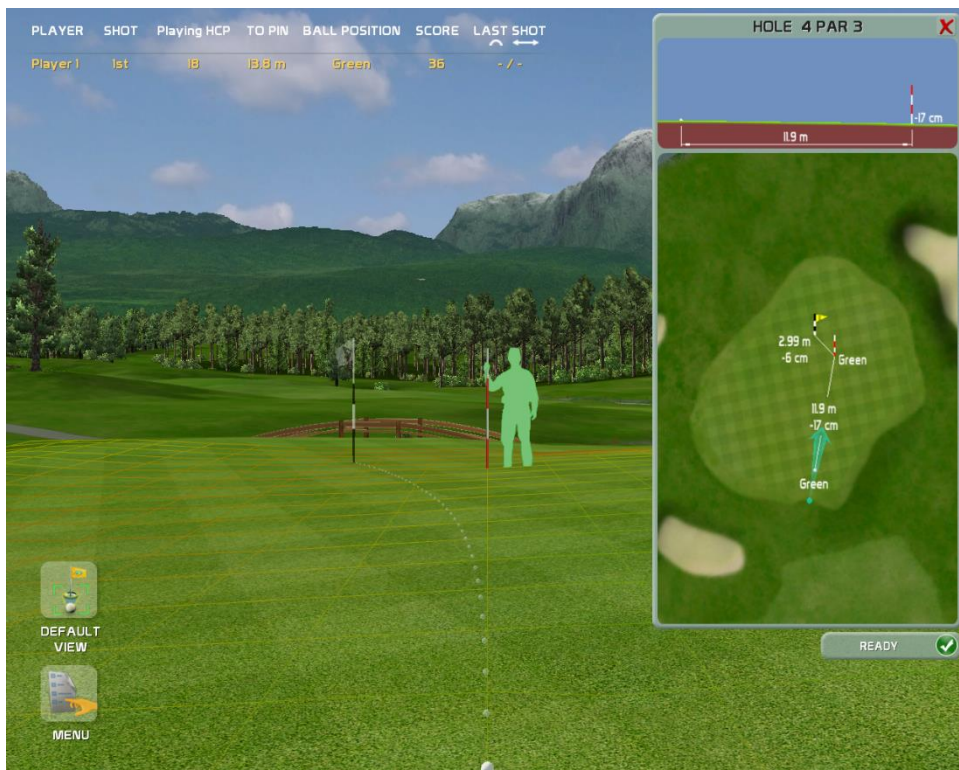 PLAYER SHOT Playing HCP TO PIN BALL POSITION SCORE LAST SHOT
Player 1 1st 18 13.8 m Green 36 - / -
HOLE 4 PAR 3
-17 cm
11.9 m
2.99 m
-6 cm
Green
11.9 m
-17 cm
Green
DEFAULT
VIEW
READY
MENU